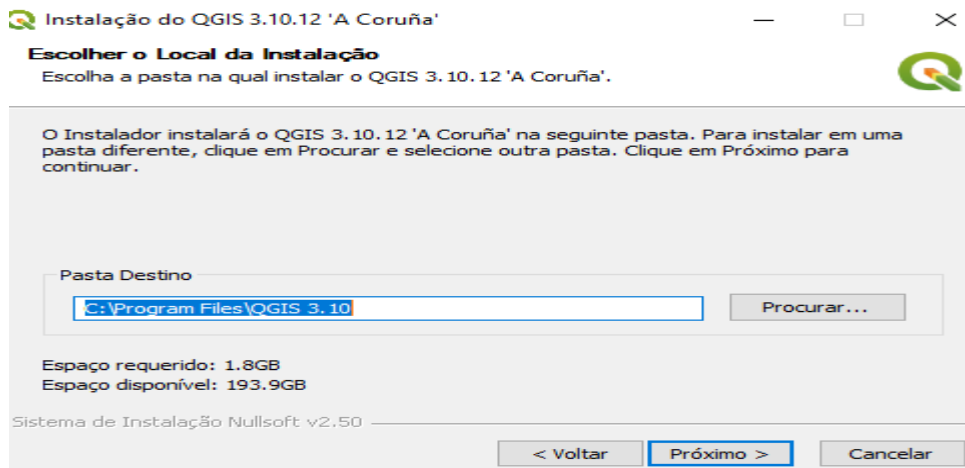 Instalação do QGIS 3.10.12 'A Coruña'
Escolher o Local da Instalação
Escolha a pasta na qual instalar o QGIS 3.10.12 'A Coruña'.
O Instalador instalará o QGIS 3.10.12 'A Coruña' na seguinte pasta. Para instalar em uma
pasta diferente, clique em Procurar e selecione outra pasta. Clique em Próximo para
continuar.
Pasta Destino
C:\Program Files\QGIS 3.10
Procurar...
Espaço requerido: 1.8GB
Espaço disponível: 193.9GB
Sistema de Instalação Nullsoft v2.50
< Voltar
Próximo >
Cancelar